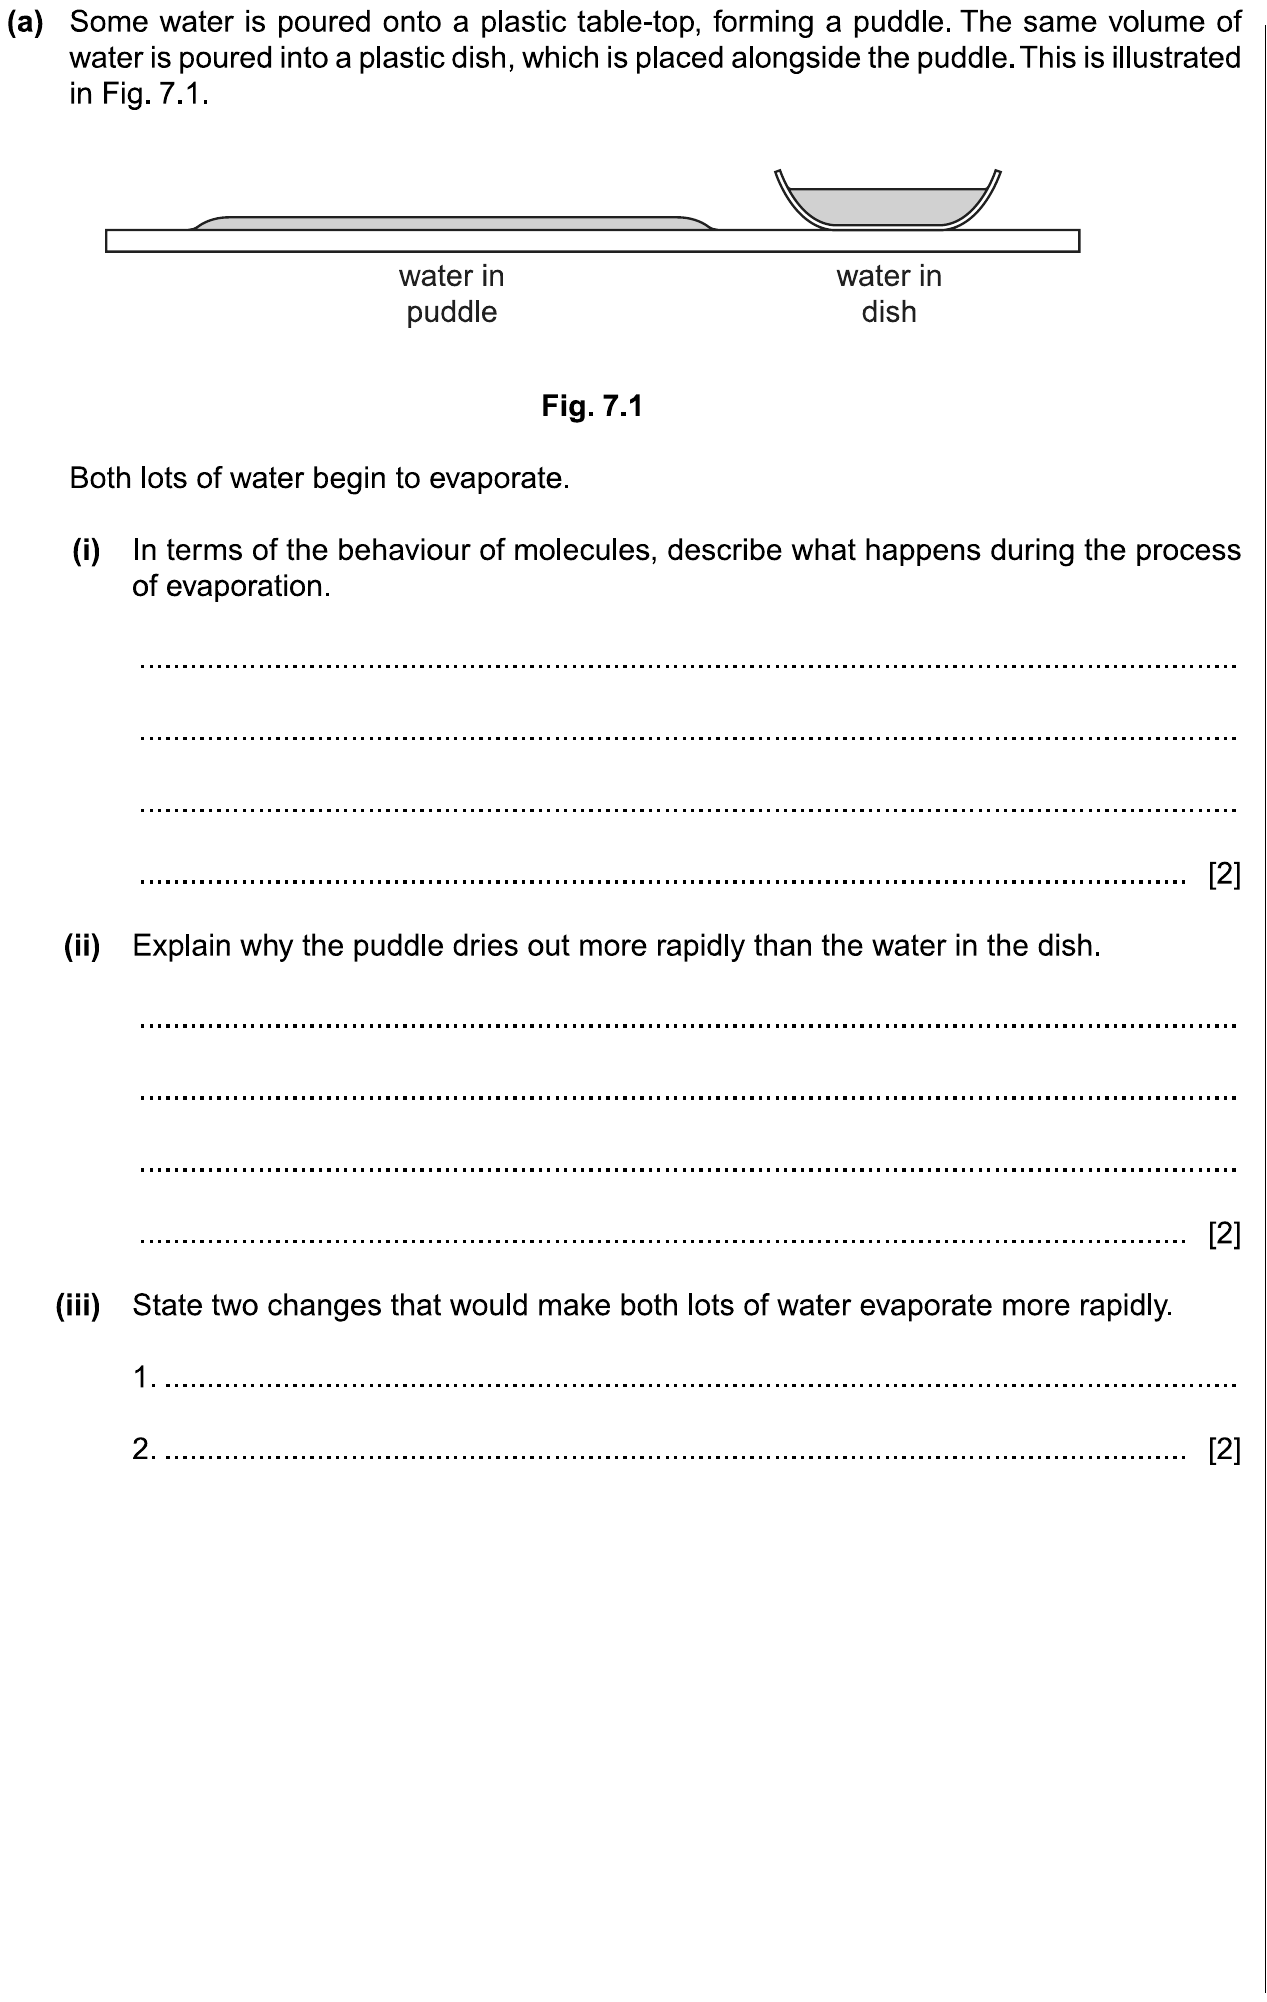 (a) Some water is poured onto a plastic table-top, forming a puddle. The same volume of
water is poured into a plastic dish, which is placed alongside the puddle. This is illustrated
in Fig. 7.1.
water in water in
puddle dish
Fig. 7.1
Both lots of water begin to evaporate.
(i) In terms of the behaviour of molecules, describe what happens during the process
of evaporation.
[2]
(ii) Explain why the puddle dries out more rapidly than the water in the dish.
[2]
(iii) State two changes that would make both lots of water evaporate more rapidly.
1.
2. [2]